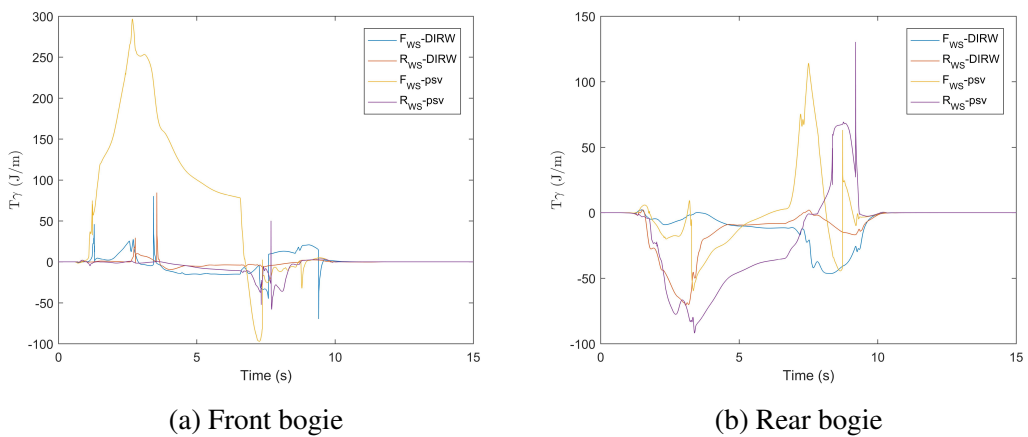 300
250
200
150
100
50
0
-50
-100
Tγ (J/m)
0 5 10 15
Time (s)
F_WS-DIRW
R_WS-DIRW
F_WS-psv
R_WS-psv
(a) Front bogie
150
100
50
0
-50
-100
Tγ (J/m)
0 5 10 15
Time (s)
F_WS-DIRW
R_WS-DIRW
F_WS-psv
R_WS-psv
(b) Rear bogie